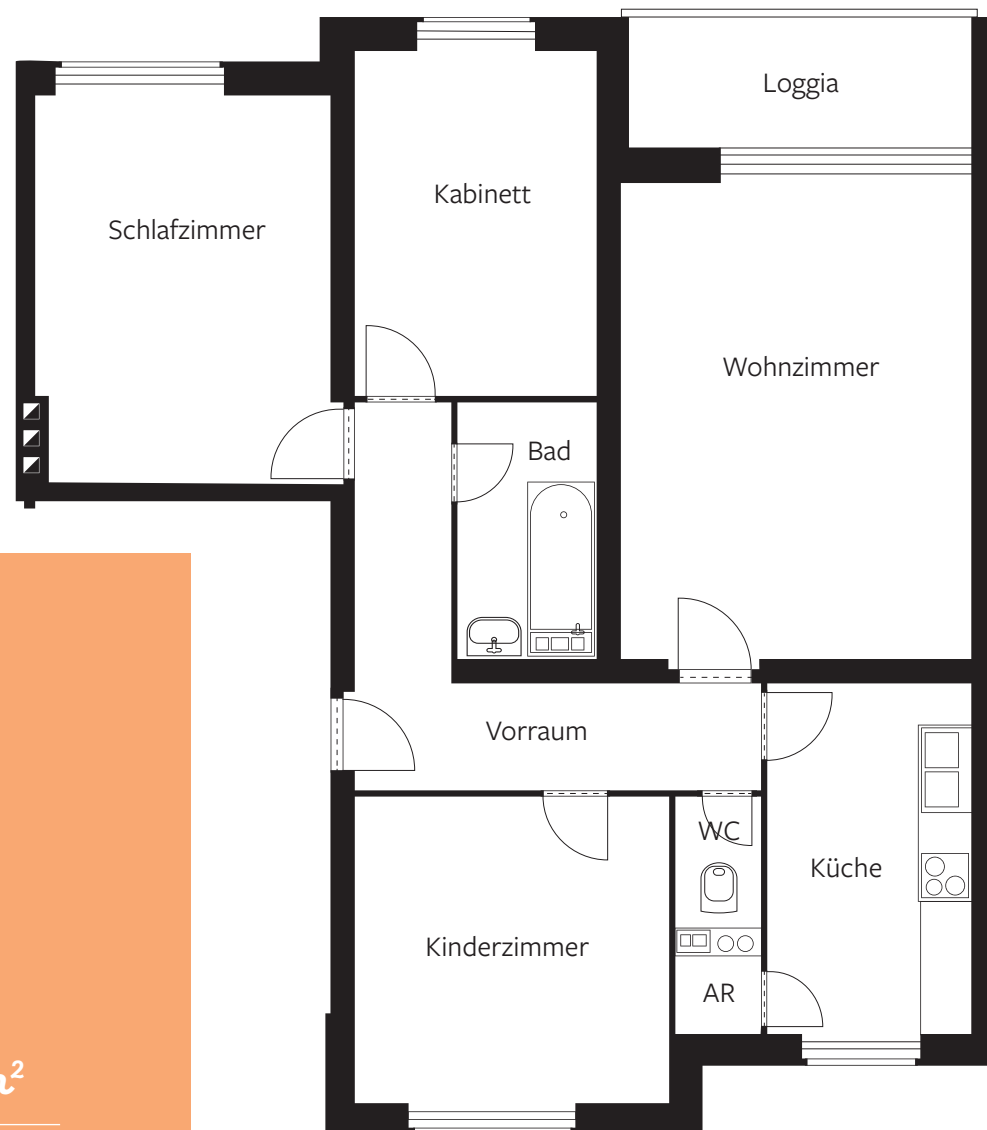 Loggia
Kabinett
Schlafzimmer
Wohnzimmer
Bad
Vorraum
WC
Küche
Kinderzimmer
AR